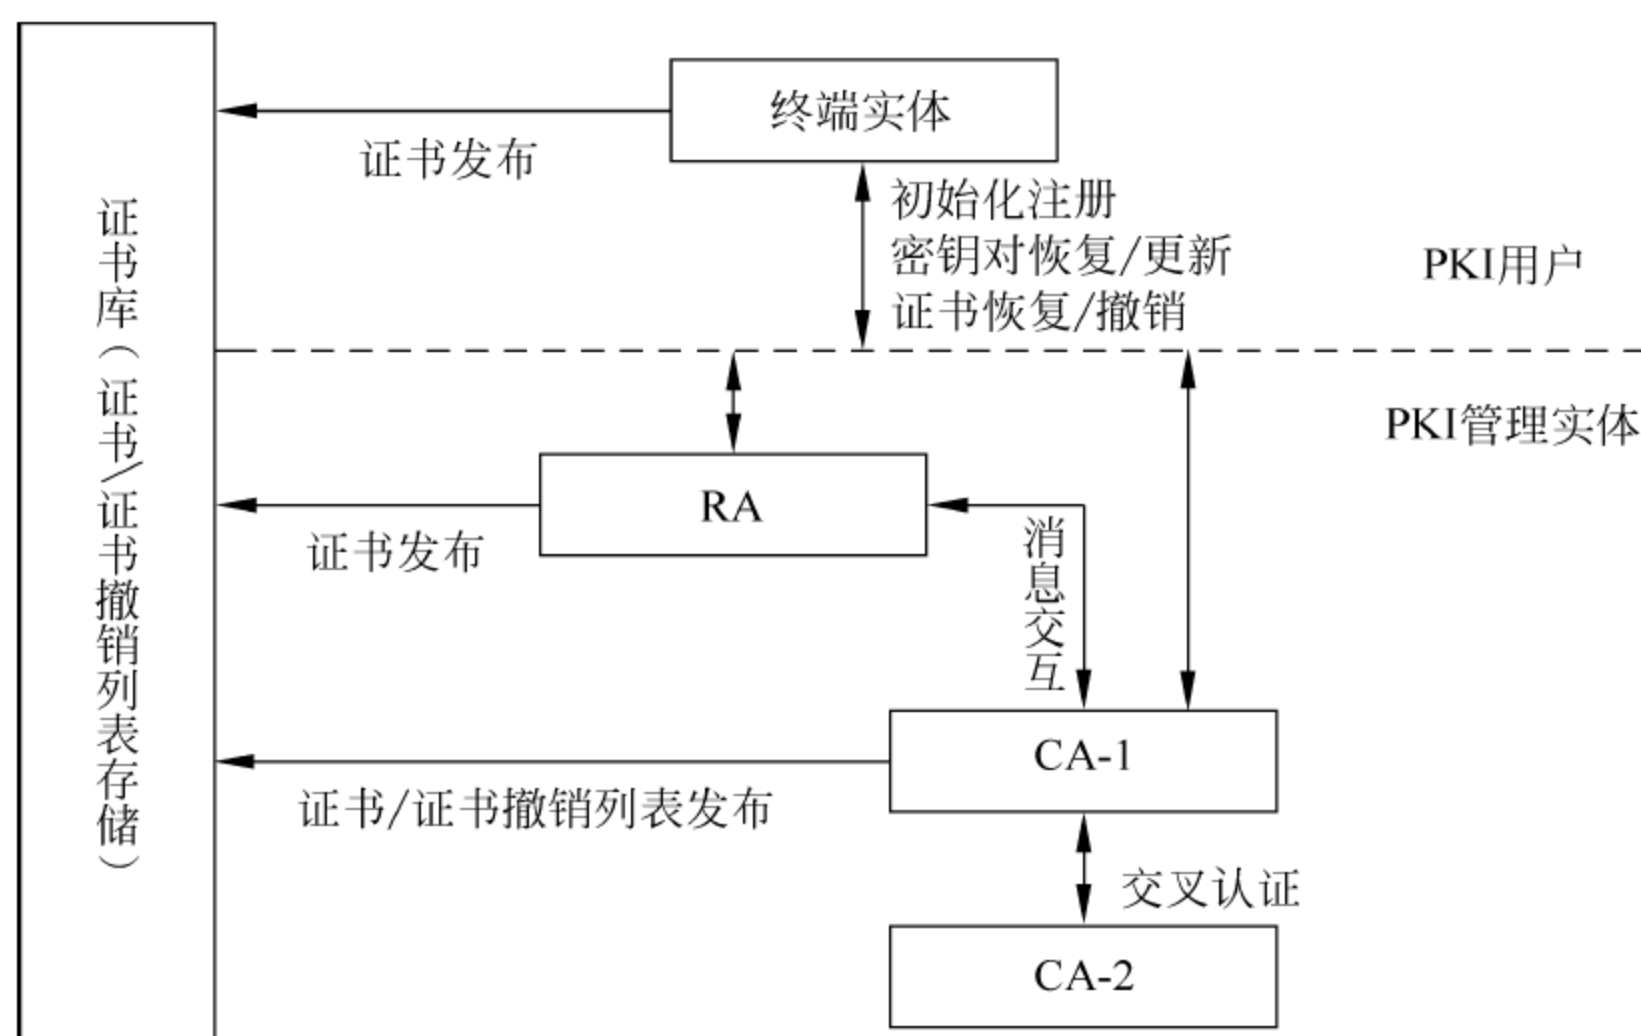 证书库（证书/证书撤销列表存储）
终端实体
证书发布
初始化注册
密钥对恢复/更新
证书恢复/撤销
PKI用户
PKI管理实体
RA
证书发布
消息交互
CA-1
证书/证书撤销列表发布
交叉认证
CA-2